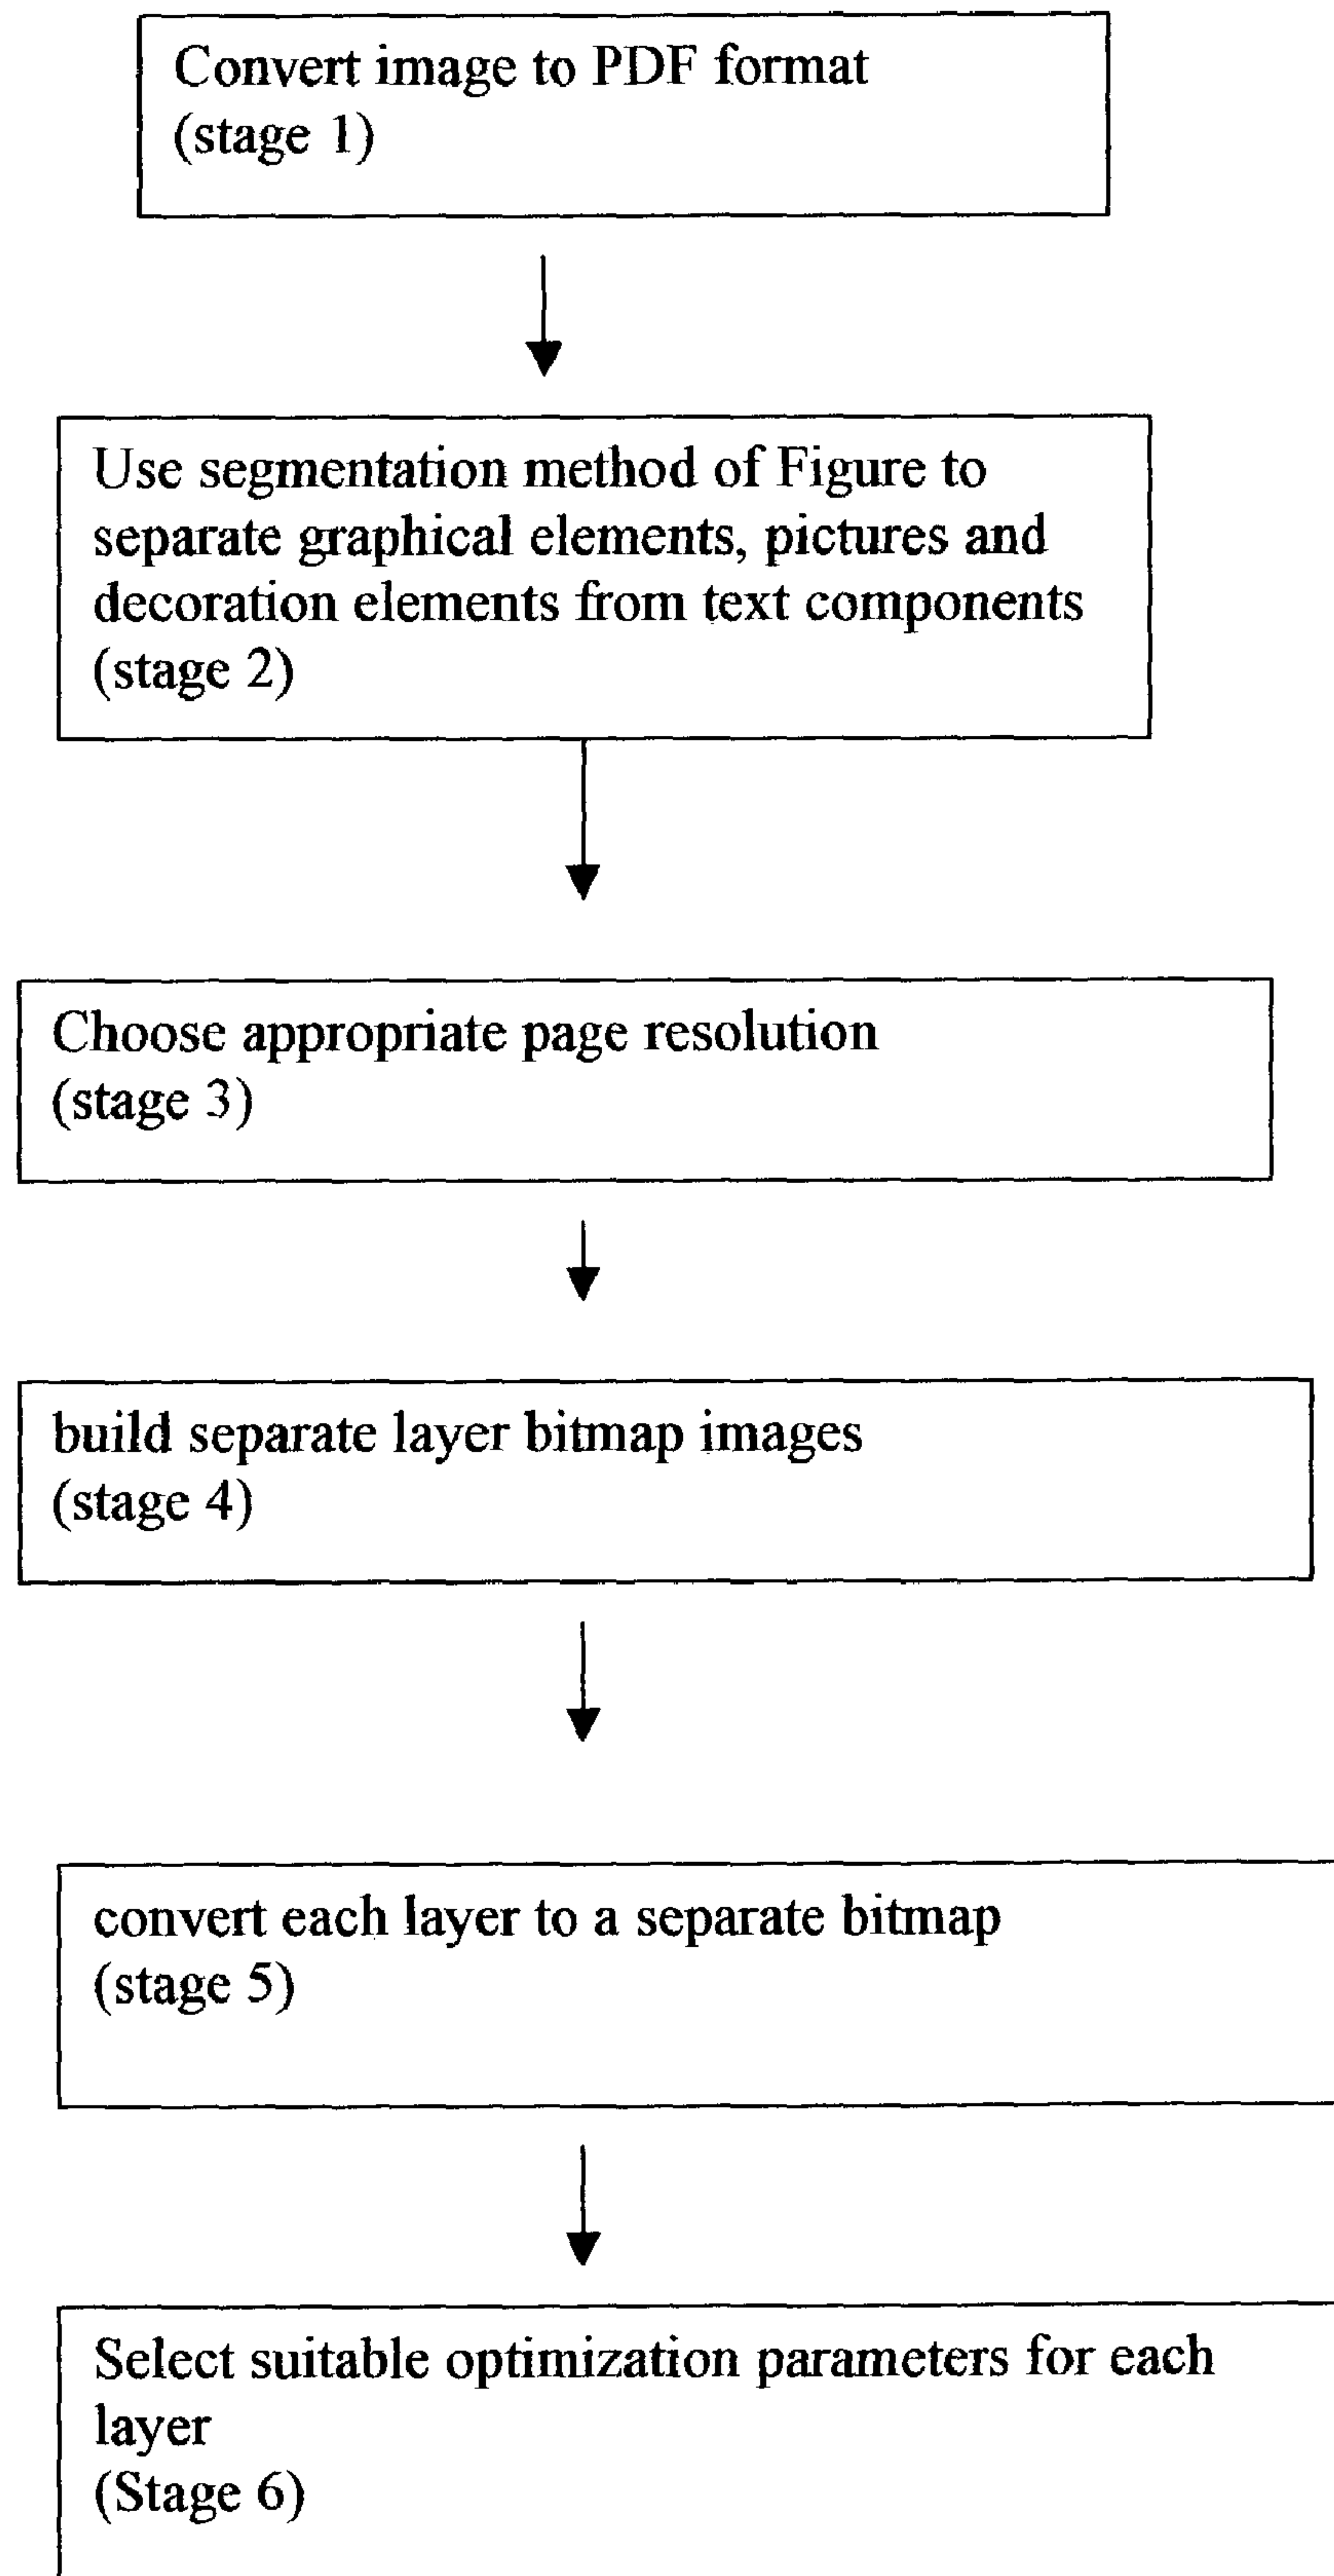 Convert image to PDF format
(stage 1)
Use segmentation method of Figure to
separate graphical elements, pictures and
decoration elements from text components
(stage 2)
Choose appropriate page resolution
(stage 3)
build separate layer bitmap images
(stage 4)
convert each layer to a separate bitmap
(stage 5)
Select suitable optimization parameters for each
layer
(Stage 6)